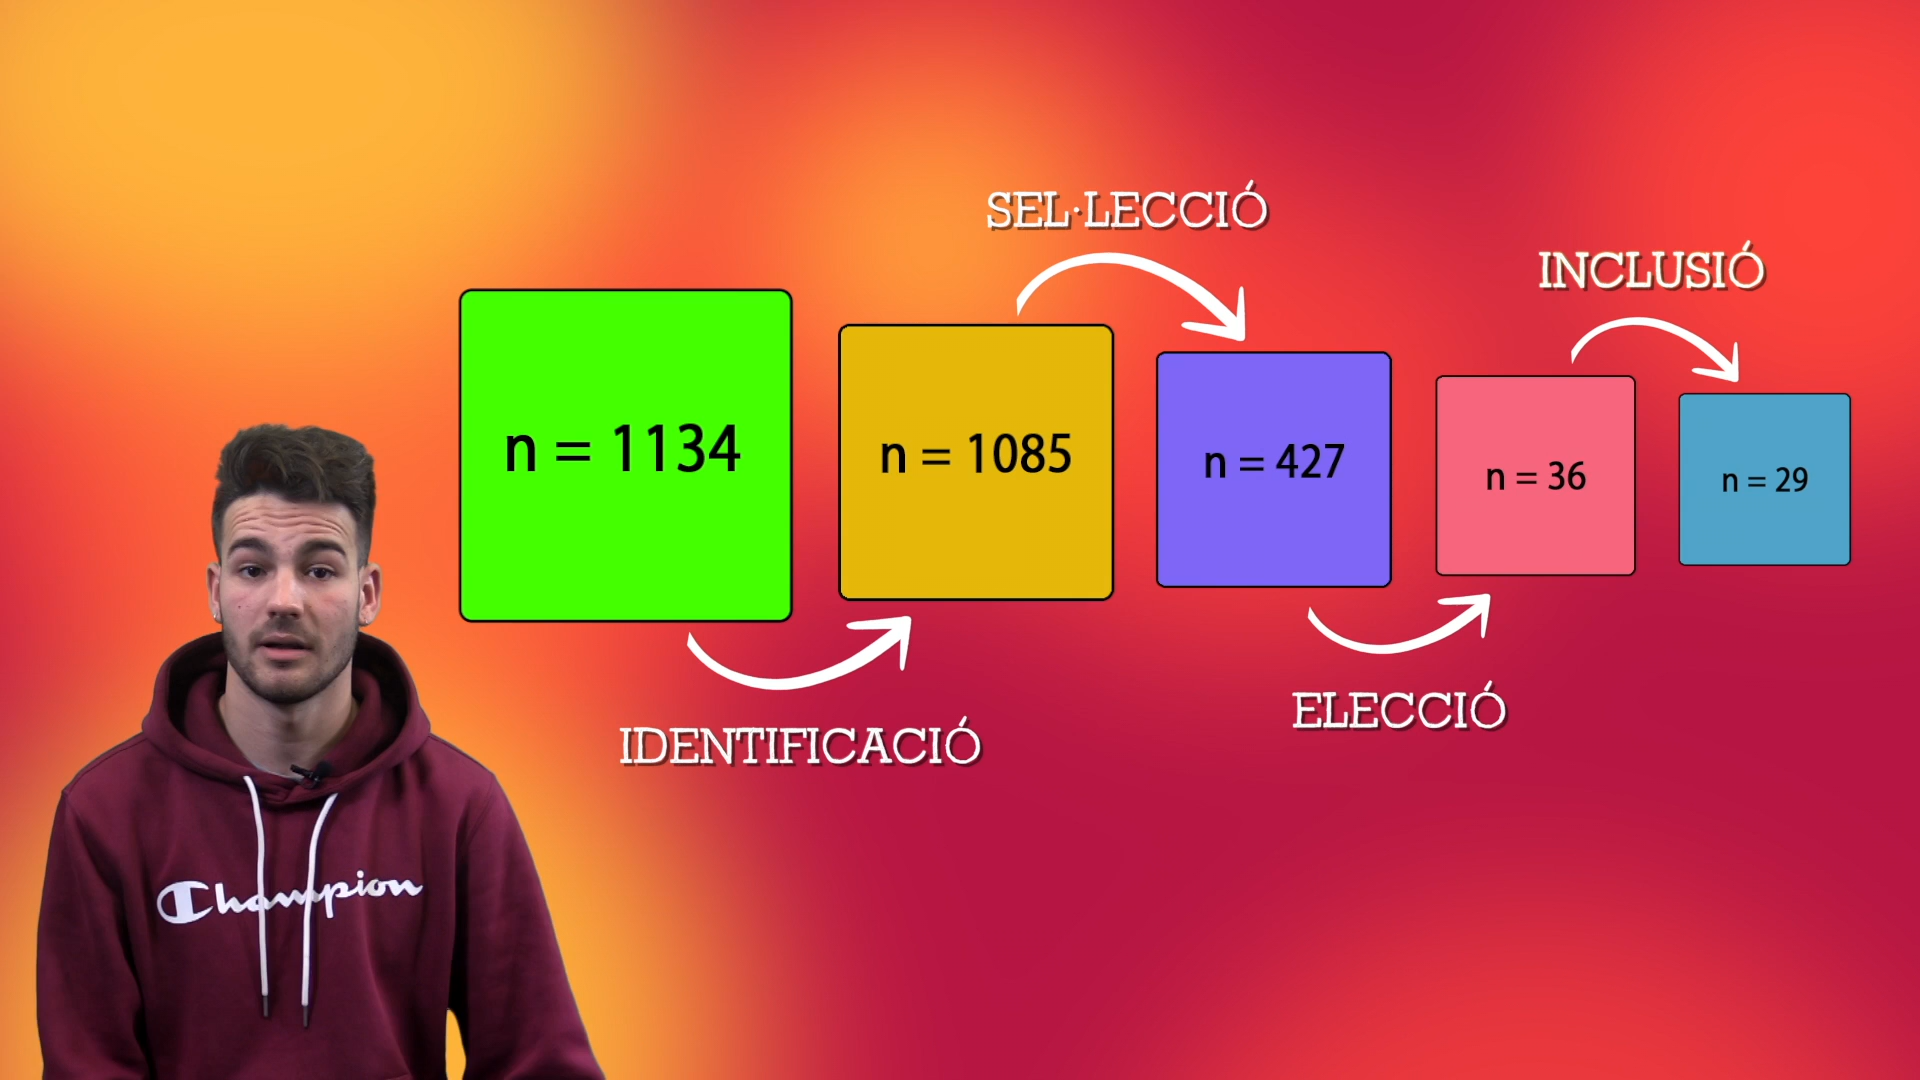 SEL·LECCIÓ
INCLUSIÓ
n = 1134
n = 1085
n = 427
n = 36
n = 29
IDENTIFICACIÓ
ELECCIÓ
Champion